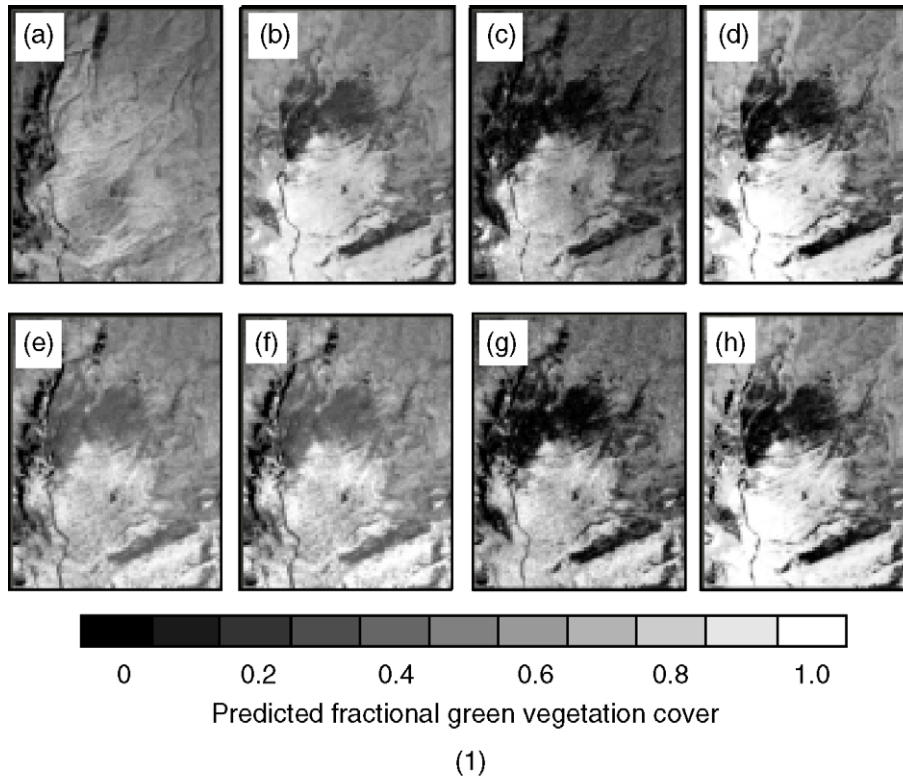 (a) (b) (c) (d)
(e) (f) (g) (h)
0 0.2 0.4 0.6 0.8 1.0
Predicted fractional green vegetation cover
(1)